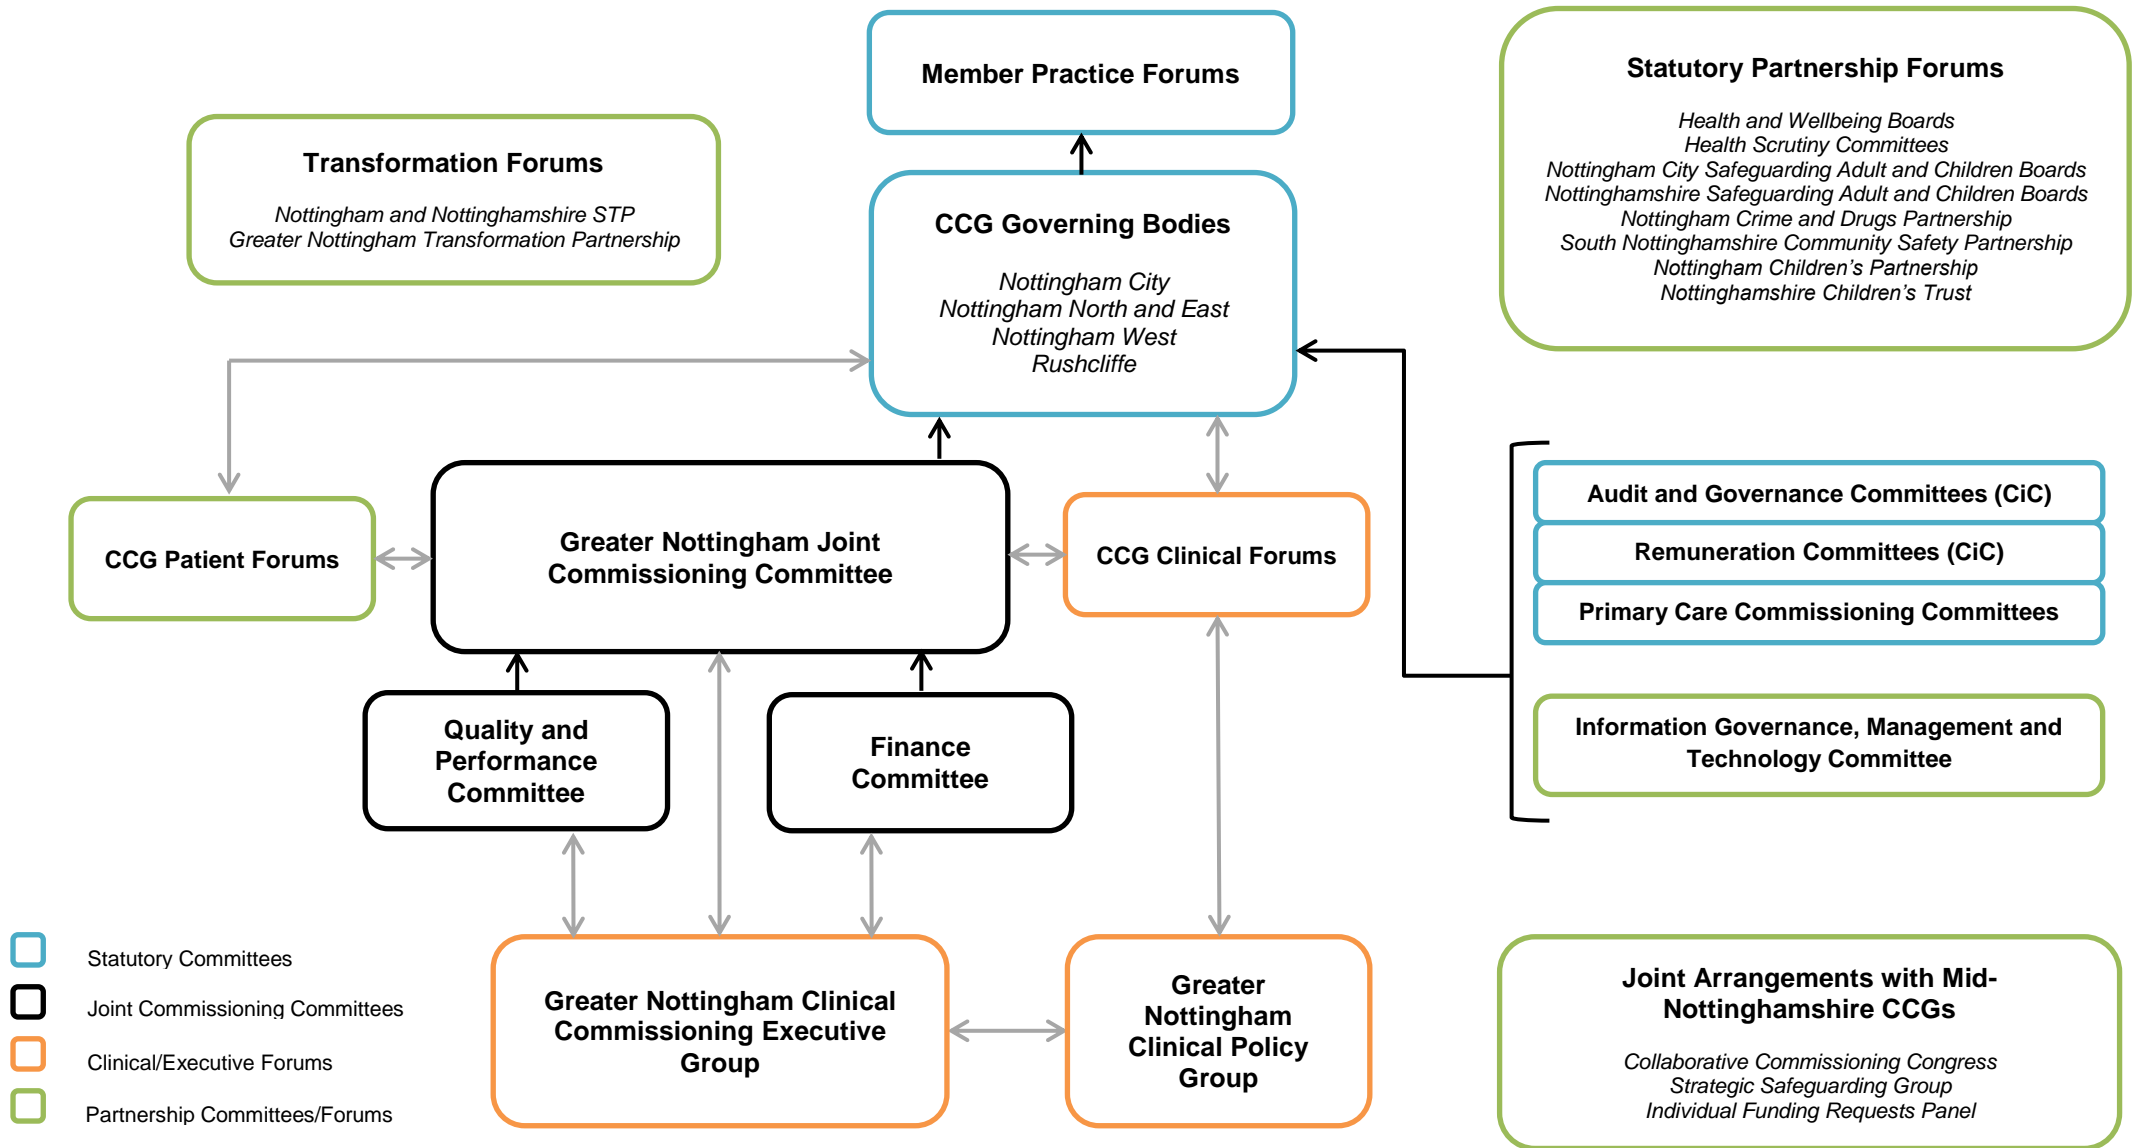 Member Practice Forums
Statutory Partnership Forums
Health and Wellbeing Boards
Health Scrutiny Committees
Nottingham City Safeguarding Adult and Children Boards
Nottinghamshire Safeguarding Adult and Children Boards
Nottingham Crime and Drugs Partnership
South Nottinghamshire Community Safety Partnership
Nottingham Children’s Partnership
Nottinghamshire Children’s Trust
Transformation Forums
Nottingham and Nottinghamshire STP
Greater Nottingham Transformation Partnership
CCG Governing Bodies
Nottingham City
Nottingham North and East
Nottingham West
Rushcliffe
CCG Patient Forums
Greater Nottingham Joint
Commissioning Committee
CCG Clinical Forums
Audit and Governance Committees (CiC)
Remuneration Committees (CiC)
Primary Care Commissioning Committees
Information Governance, Management and
Technology Committee
Quality and
Performance
Committee
Finance
Committee
Greater Nottingham Clinical
Commissioning Executive
Group
Greater
Nottingham
Clinical Policy
Group
Joint Arrangements with Mid-
Nottinghamshire CCGs
Collaborative Commissioning Congress
Strategic Safeguarding Group
Individual Funding Requests Panel
Statutory Committees
Joint Commissioning Committees
Clinical/Executive Forums
Partnership Committees/Forums